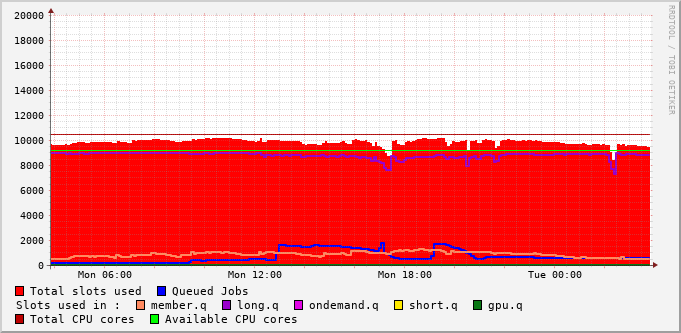 20000
18000
16000
14000
12000
10000
8000
6000
4000
2000
0
Mon 06:00 Mon 12:00 Mon 18:00 Tue 00:00
Total slots used Queued Jobs
Slots used in : member.q long.q ondemand.q short.q gpu.q
Total CPU cores Available CPU cores
RRDTOOL / TOBI OETIKER